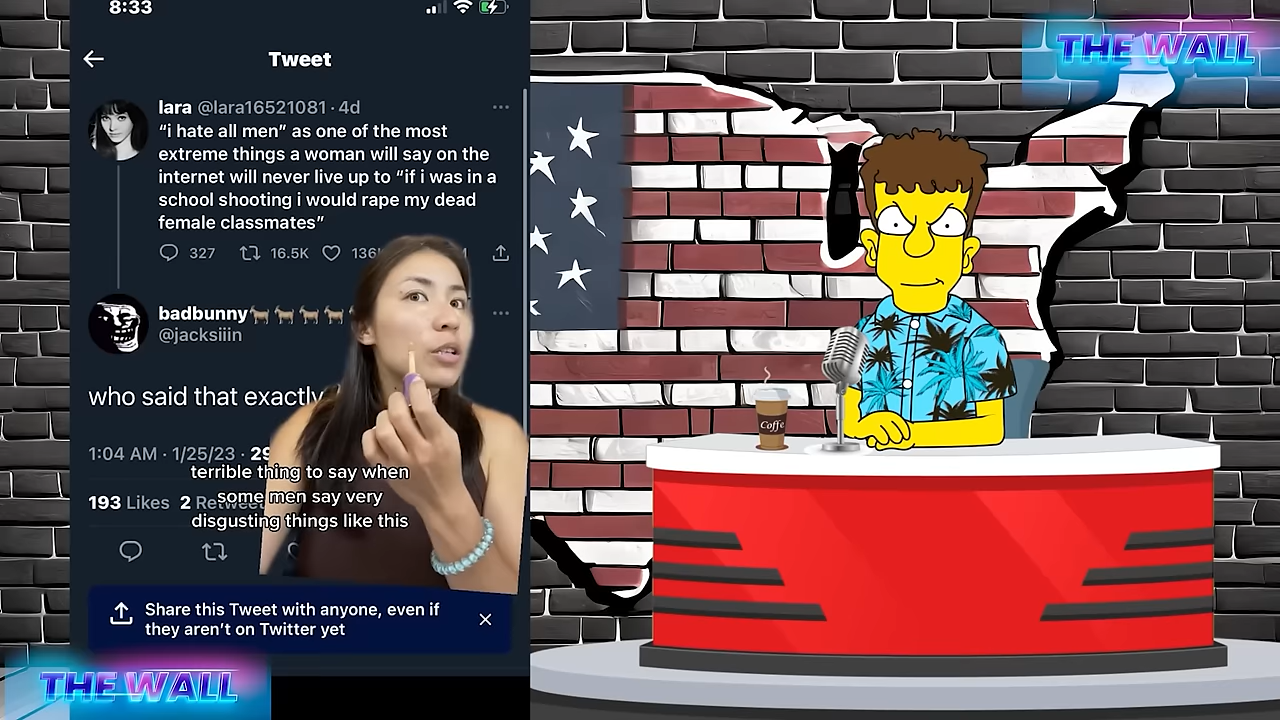 8:33
THE WALL
Tweet
lara @lara16521081 · 4d
“i hate all men” as one of the most
extreme things a woman will say on the
internet will never live up to “if i was in a
school shooting i would rape my dead
female classmates”
327 16.5K 136
badbunny
@jacksiiin
who said that exactly
Coffe
1:04 AM · 1/25/23 · 29
terrible thing to say when
193 Likes 2 Retweet
some men say very
disgusting things like this
Share this Tweet with anyone, even if
they aren’t on Twitter yet
THE WALL